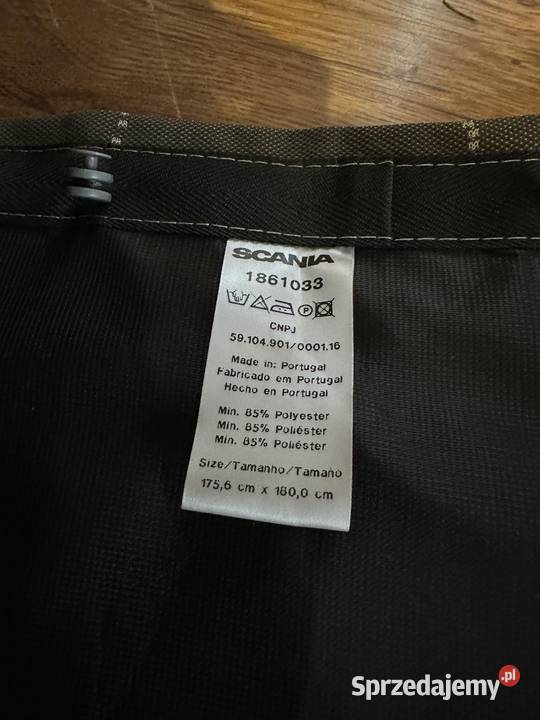 SCANIA
1861033
P
CNPJ
59.104.901/0001.16
Made in: Portugal
Fabricado em Portugal
Hecho en Portugal
Min. 85% Polyester
Min. 85% Poliéster
Min. 85% Poliéster
Size/Tamanho/Tamaño
175,6 cm x 180,0 cm
Sprzedajemy.pl